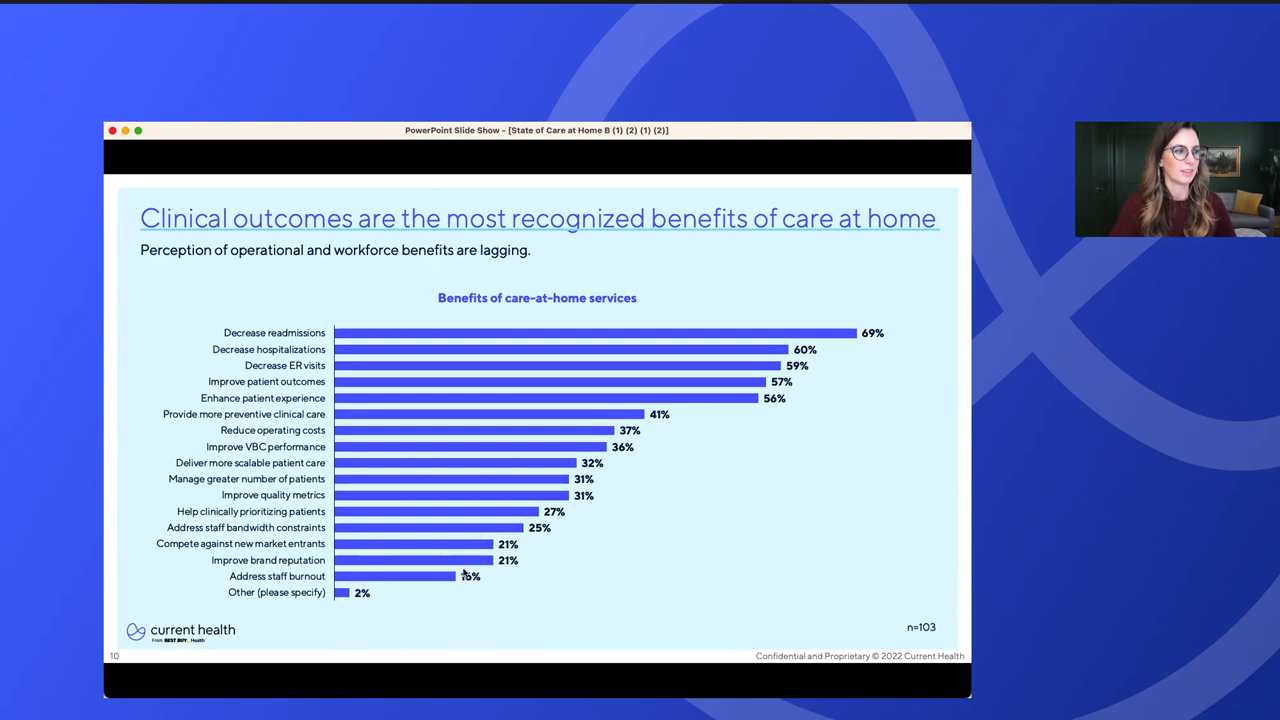 PowerPoint Slide Show - [State of Care at Home B (1) (2) (1) (2)]
Clinical outcomes are the most recognized benefits of care at home
Perception of operational and workforce benefits are lagging.
Benefits of care-at-home services
Decrease readmissions 69%
Decrease hospitalizations 60%
Decrease ER visits 59%
Improve patient outcomes 57%
Enhance patient experience 56%
Provide more preventive clinical care 41%
Reduce operating costs 37%
Improve VBC performance 36%
Deliver more scalable patient care 32%
Manage greater number of patients 31%
Improve quality metrics 31%
Help clinically prioritizing patients 27%
Address staff bandwidth constraints 25%
Compete against new market entrants 21%
Improve brand reputation 21%
Address staff burnout
Other (please specify) 2%
current health
From BEST BUY Health
n=103
10
Confidential and Proprietary © 2022 Current Health